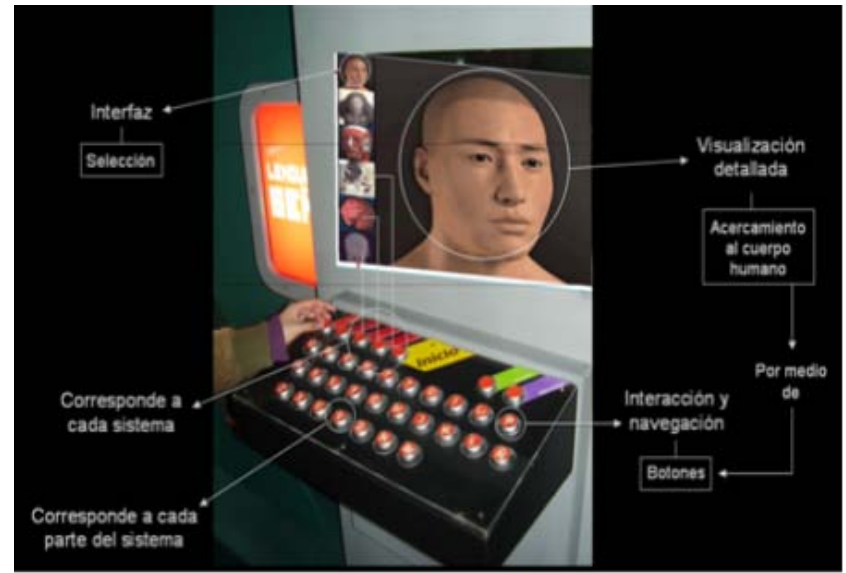 Interfaz
Selección
Visualización
detallada
Acercamiento
al cuerpo
humano
Por medio
de
Inicio
Corresponde a
cada sistema
Interacción y
navegación
Botones
Corresponde a cada
parte del sistema